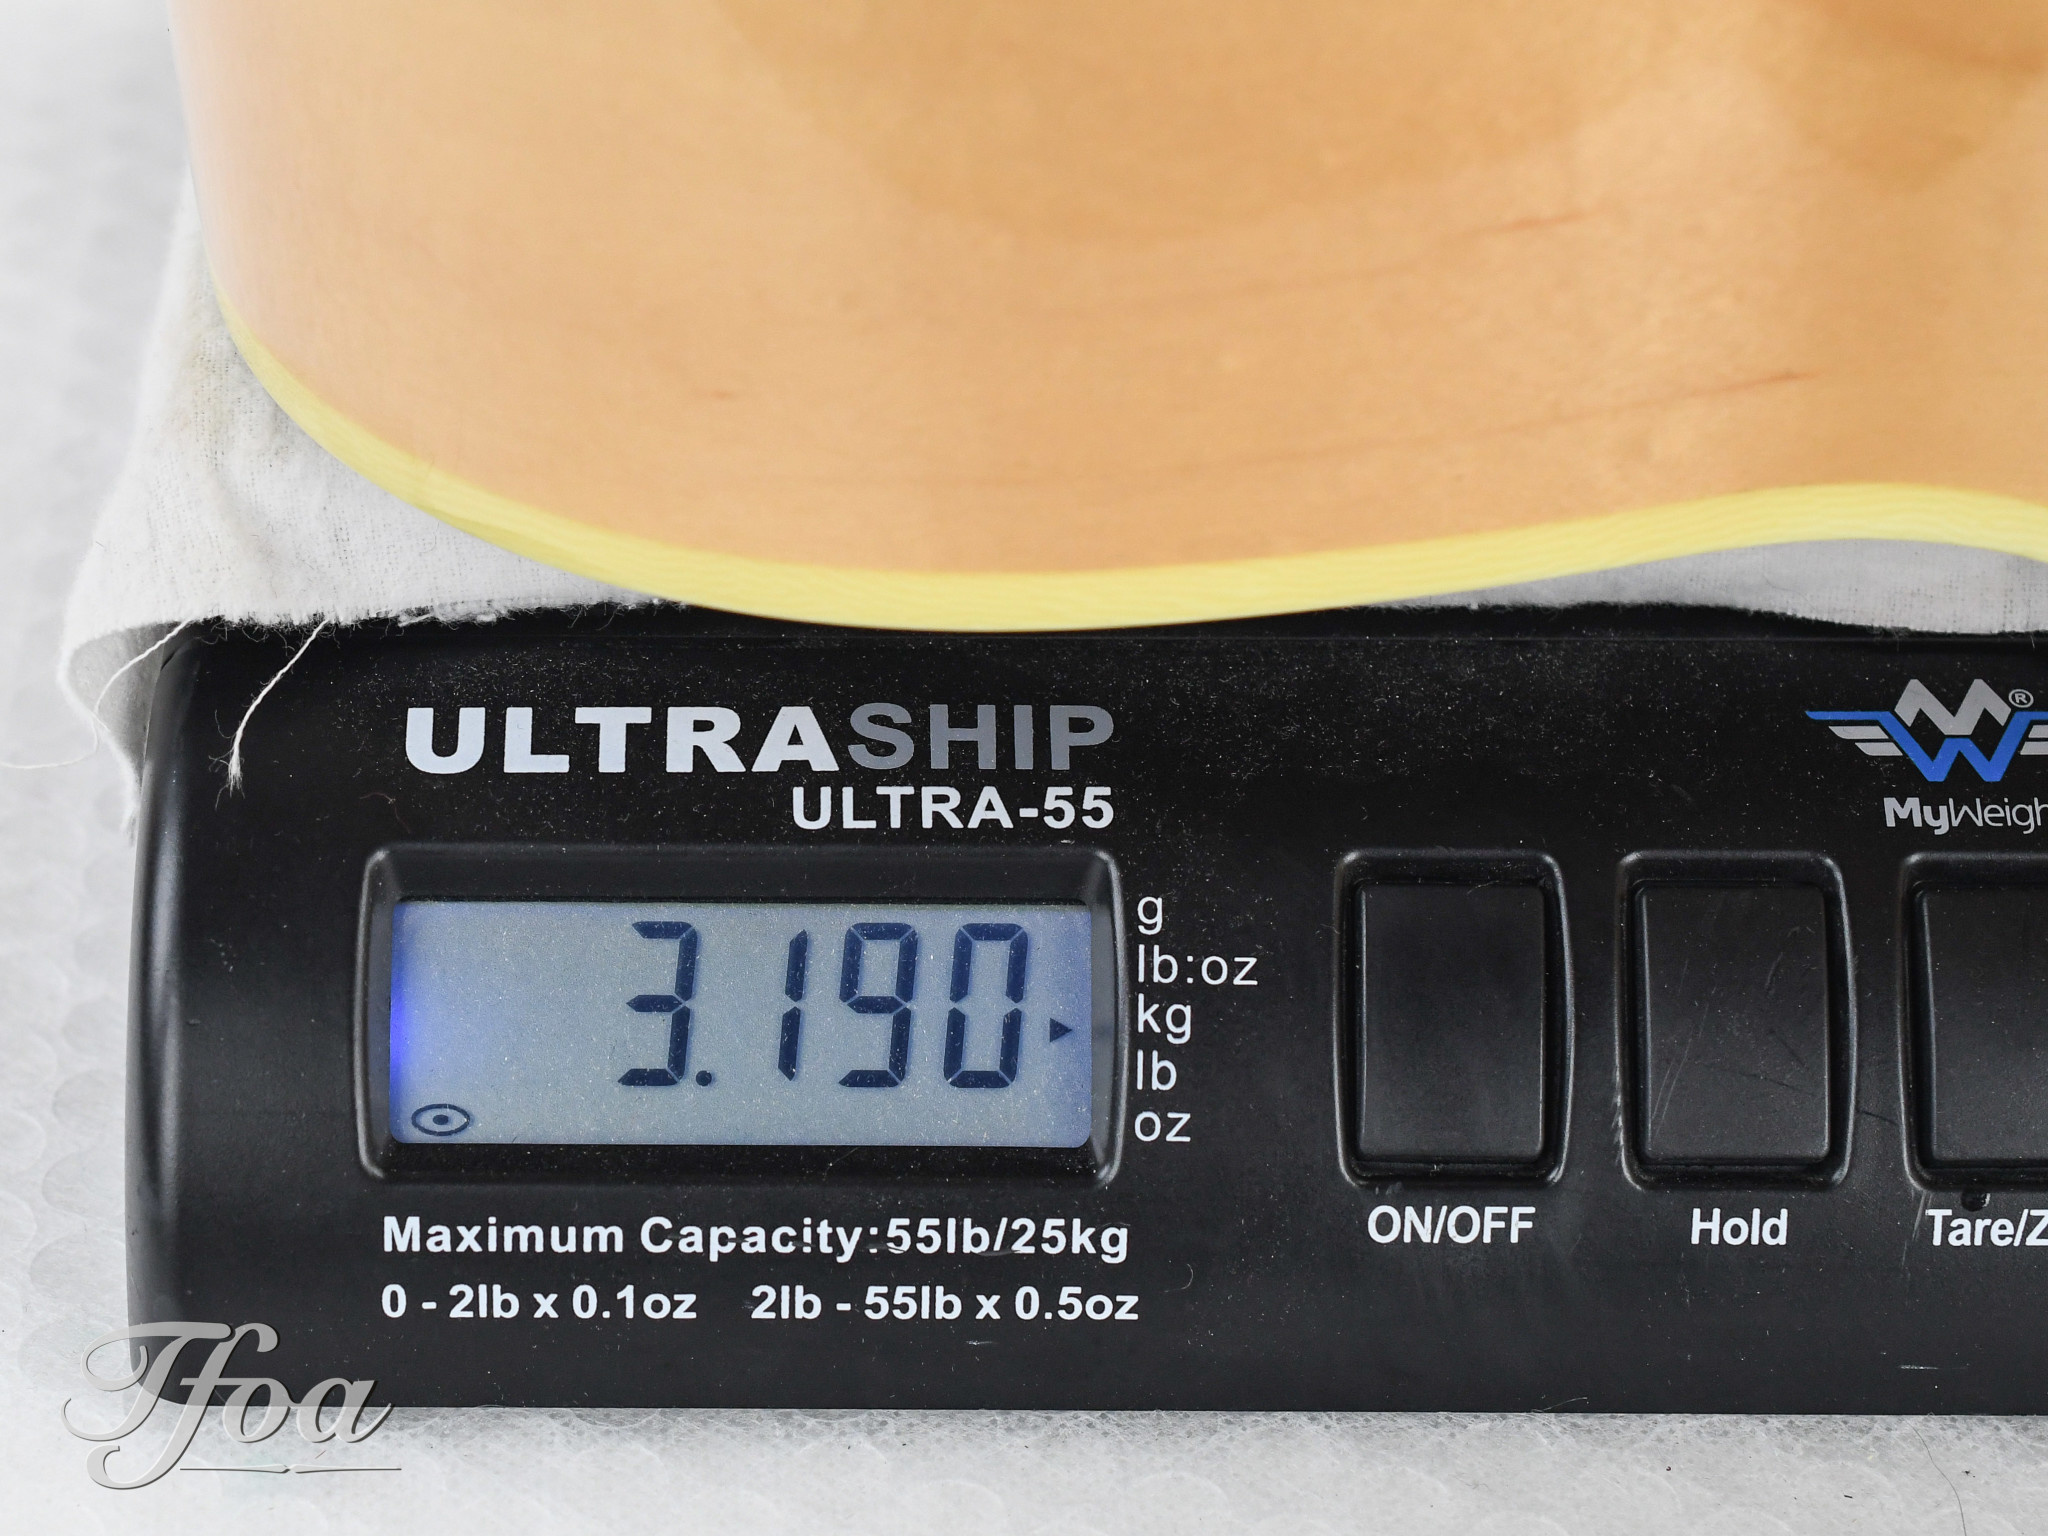 ULTRASHIP
ULTRA-55
®
MyWeigh
3.190
g
lb:oz
kg
lb
oz
Maximum Capacity:55lb/25kg
0 - 2lb x 0.1oz 2lb - 55lb x 0.5oz
ON/OFF
Hold
Tare/Z
Tfoa